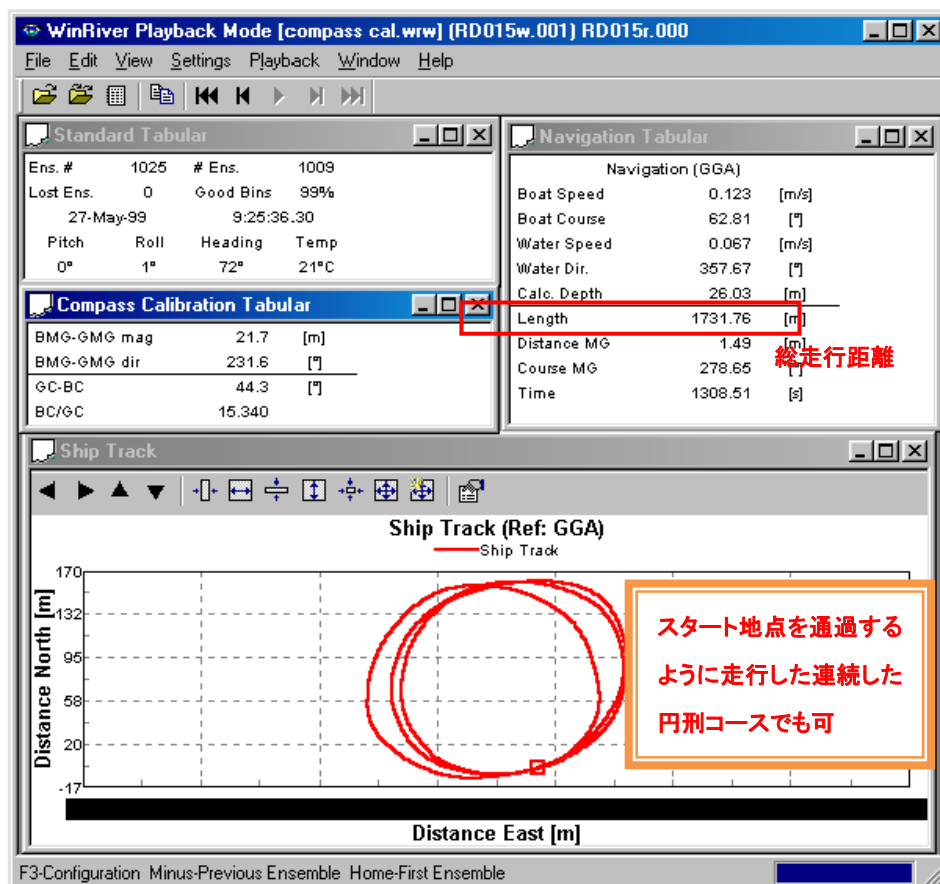 WinRiver Playback Mode [compass cal.wrw] (RD015w.001) RD015r.000
File Edit View Settings Playback Window Help
Standard Tabular
Ens. # 1025 # Ens. 1009
Lost Ens. 0 Good Bins 99%
27-May-99 9:25:36.30
Pitch Roll Heading Temp
0° 1° 72° 21°C
Navigation Tabular
Navigation (GGA)
Boat Speed 0.123 [m/s]
Boat Course 62.81 [°]
Water Speed 0.067 [m/s]
Water Dir. 357.67 [°]
Calc. Depth 26.03 [m]
Length 1731.76 [m]
Distance MG 1.49 [m]
Course MG 278.65 [°]
Time 1308.51 [s]
総走行距離
Compass Calibration Tabular
BMG-GMG mag 21.7 [m]
BMG-GMG dir 231.6 [°]
GC-BC 44.3 [°]
BC/GC 15.340
Ship Track
Ship Track (Ref: GGA)
Ship Track
Distance North [m]
170
132
95
58
20
-17
スタート地点を通過する
ように走行した連続した
円刑コースでも可
Distance East [m]
F3-Configuration Minus-Previous Ensemble Home-First Ensemble